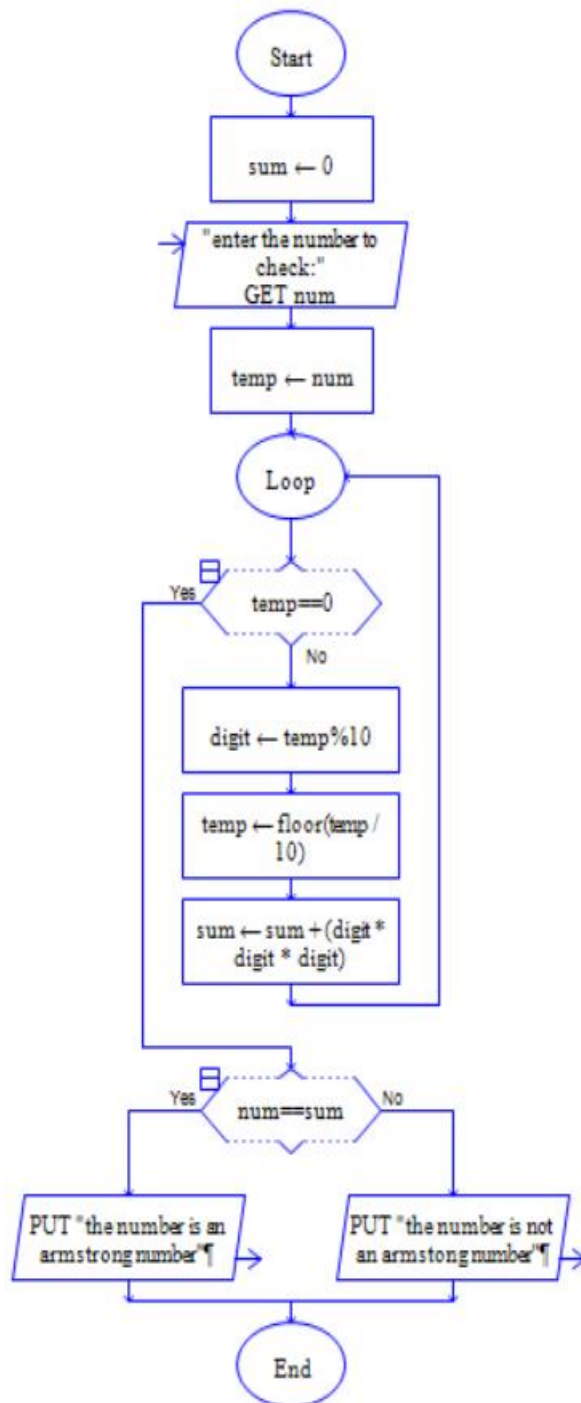 Start
sum ← 0
"enter the number to
check:"
GET num
temp ← num
Loop
Yes
temp==0
No
digit ← temp%10
temp ← floor(temp /
10)
sum ← sum + (digit *
digit * digit)
Yes
num==sum
No
PUT "the number is an
armstrong number"¶
PUT "the number is not
an armstong number"¶
End